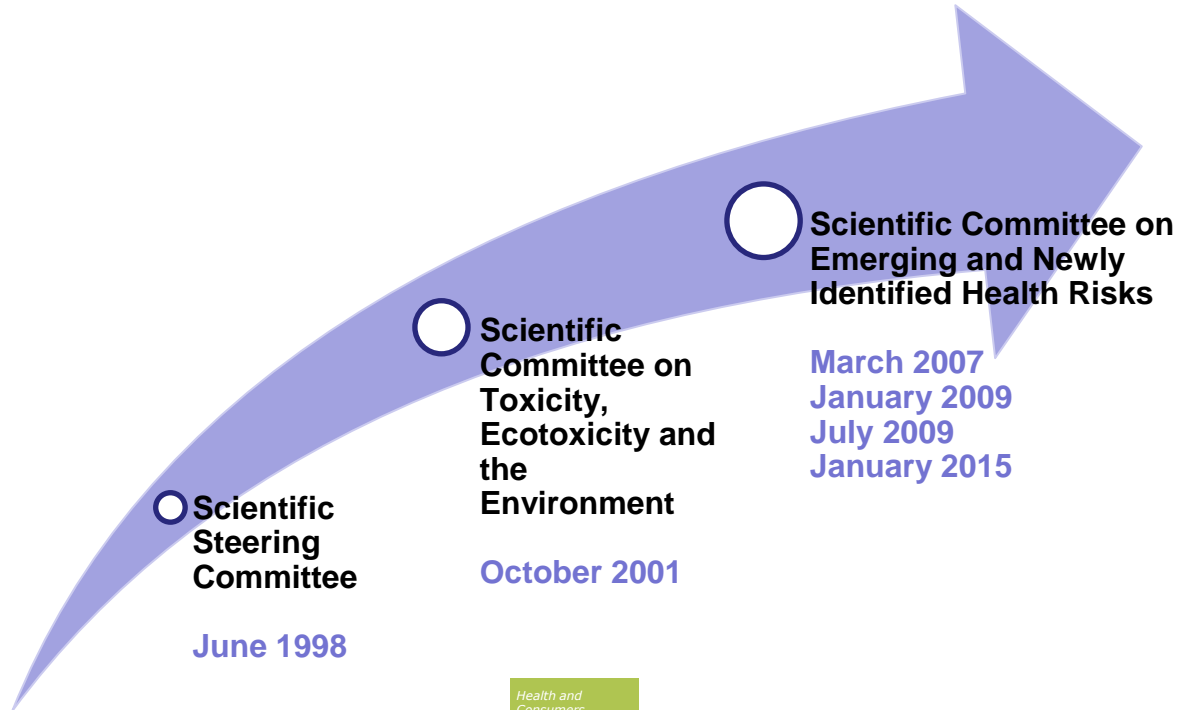 Scientific Committee on
Emerging and Newly
Identified Health Risks
March 2007
January 2009
July 2009
January 2015
Scientific
Committee on
Toxicity,
Ecotoxicity and
the
Environment
October 2001
Scientific
Steering
Committee
June 1998
Health and
Consumers